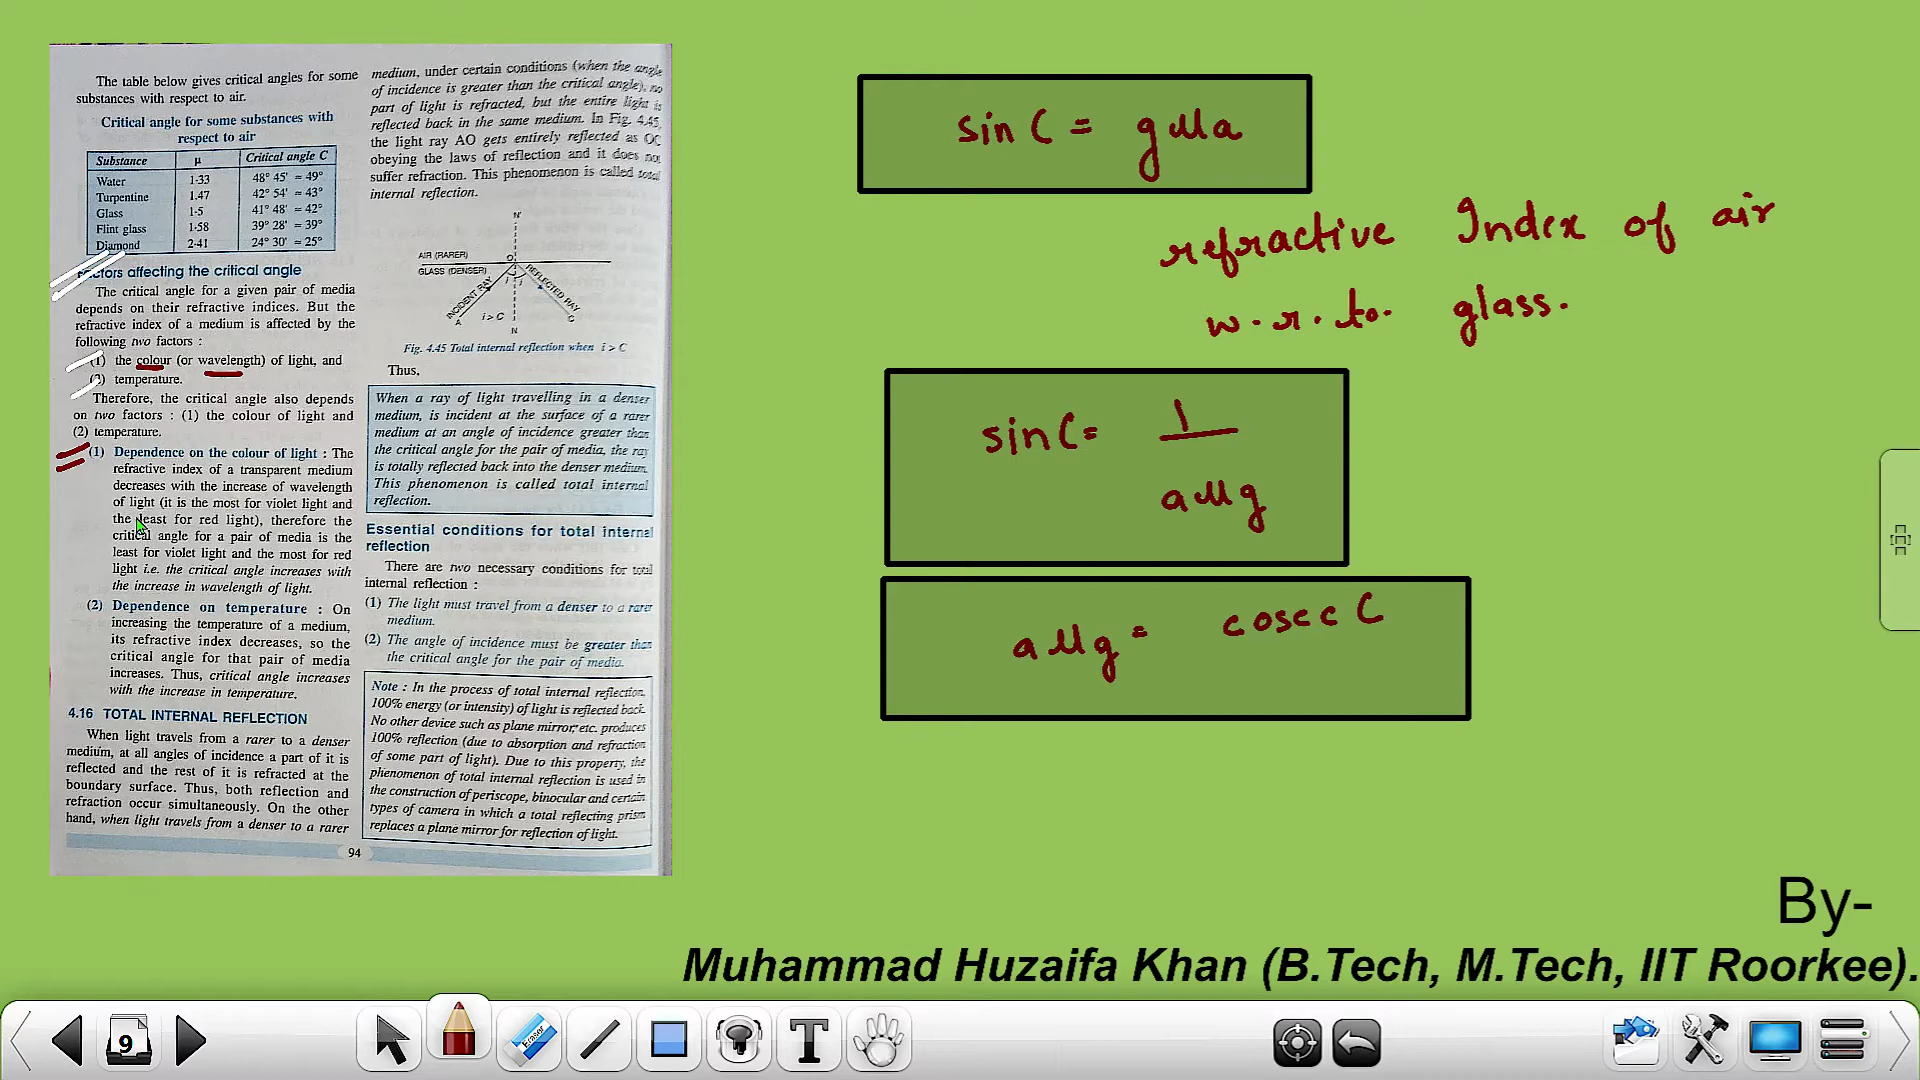 The table below gives critical angles for some
substances with respect to air.
Critical angle for some substances with
respect to air
Substance μ Critical angle C
Water 1·33 48° 45' = 49°
Turpentine 1.47 42° 54' = 43°
Glass 1·5 41° 48' = 42°
Flint glass 1·58 39° 28' = 39°
Diamond 2·41 24° 30' = 25°
Factors affecting the critical angle
The critical angle for a given pair of media
depends on their refractive indices. But the
refractive index of a medium is affected by the
following two factors :
(1) the colour (or wavelength) of light, and
(2) temperature.
Therefore, the critical angle also depends
on two factors : (1) the colour of light and
(2) temperature.
(1) Dependence on the colour of light : The
refractive index of a transparent medium
decreases with the increase of wavelength
of light (it is the most for violet light and
the least for red light), therefore the
critical angle for a pair of media is the
least for violet light and the most for red
light i.e. the critical angle increases with
the increase in wavelength of light.
(2) Dependence on temperature : On
increasing the temperature of a medium,
its refractive index decreases, so the
critical angle for that pair of media
increases. Thus, critical angle increases
with the increase in temperature.
4.16 TOTAL INTERNAL REFLECTION
When light travels from a rarer to a denser
medium, at all angles of incidence a part of it is
reflected and the rest of it is refracted at the
boundary surface. Thus, both reflection and
refraction occur simultaneously. On the other
hand, when light travels from a denser to a rarer
medium, under certain conditions (when the angle
of incidence is greater than the critical angle), no
part of light is refracted, but the entire light is
reflected back in the same medium. In Fig. 4.45,
the light ray AO gets entirely reflected as OC
obeying the laws of reflection and it does not
suffer refraction. This phenomenon is called total
internal reflection.
N'
AIR (RARER)
O
GLASS (DENSER)
i
INCIDENT RAY
REFLECTED RAY
i > C
A
C
N
Fig. 4.45 Total internal reflection when i > C
Thus,
When a ray of light travelling in a denser
medium, is incident at the surface of a rarer
medium at an angle of incidence greater than
the critical angle for the pair of media, the ray
is totally reflected back into the denser medium.
This phenomenon is called total internal
reflection.
Essential conditions for total internal
reflection
There are two necessary conditions for total
internal reflection :
(1) The light must travel from a denser to a rarer
medium.
(2) The angle of incidence must be greater than
the critical angle for the pair of media.
Note : In the process of total internal reflection,
100% energy (or intensity) of light is reflected back.
No other device such as plane mirror, etc. produces
100% reflection (due to absorption and refraction
of some part of light). Due to this property, the
phenomenon of total internal reflection is used in
the construction of periscope, binocular and certain
types of camera in which a total reflecting prism
replaces a plane mirror for reflection of light.
94
sin C = gμa
refractive Index of air
w.r.to. glass.
sin C = 1
aμg
aμg = cosec C
By-
Muhammad Huzaifa Khan (B.Tech, M.Tech, IIT Roorkee).
9
Eraser
T